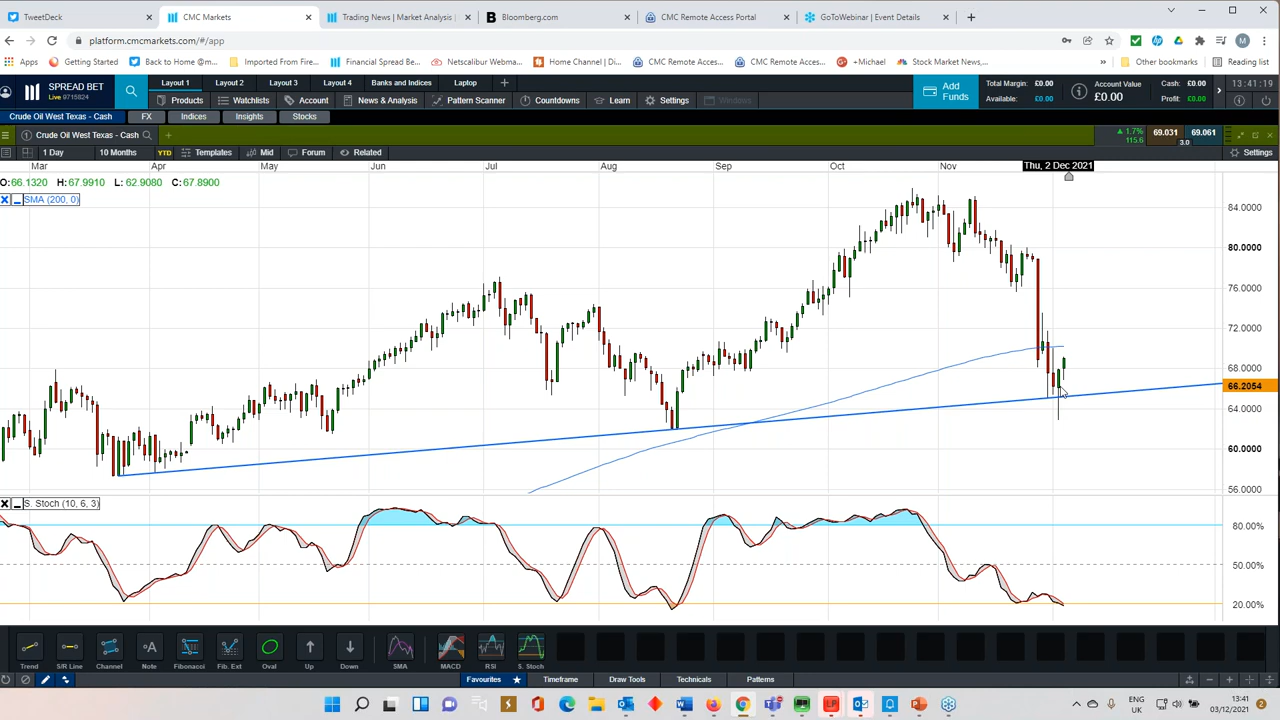 TweetDeck
CMC Markets
Trading News | Market Analysis |
Bloomberg.com
CMC Remote Access Portal
GoToWebinar | Event Details
platform.cmcmarkets.com/#/app
Apps
Getting Started
Back to Home @m...
Imported From Fire...
Financial Spread Be...
Netscalibur Webma...
Home Channel | Di...
CMC Remote Acces...
CMC Remote Acces...
+Michael
Stock Market News,...
»
Other bookmarks
Reading list
SPREAD BET
Live 9715824
Layout 1
Layout 2
Layout 3
Layout 4
Banks and Indices
Laptop
Products
Watchlists
Account
News & Analysis
Pattern Scanner
Countdowns
Learn
Settings
Windows
Add Funds
Total Margin: £0.00
Available: £0.00
Account Value
£0.00
Cash: £0.00
Profit: £0.00
13:41:19
Crude Oil West Texas - Cash
FX
Indices
Insights
Stocks
Crude Oil West Texas - Cash
1.7%
115.6
69.031
3.0
69.061
1 Day
10 Months
YTD
Templates
Mid
Forum
Related
Settings
Mar
Apr
May
Jun
Jul
Aug
Sep
Oct
Nov
Thu, 2 Dec 2021
O:66.1320 H:67.9910 L:62.9080 C:67.8900
SMA (200, 0)
84.0000
80.0000
76.0000
72.0000
68.0000
66.2054
64.0000
60.0000
56.0000
S. Stoch (10, 6, 3)
80.00%
50.00%
20.00%
Trend
S/R Line
Channel
Note
Fibonacci
Fib. Ext
Oval
Up
Down
SMA
MACD
RSI
S. Stoch
Favourites
Timeframe
Draw Tools
Technicals
Patterns
ENG
UK
13:41
03/12/2021